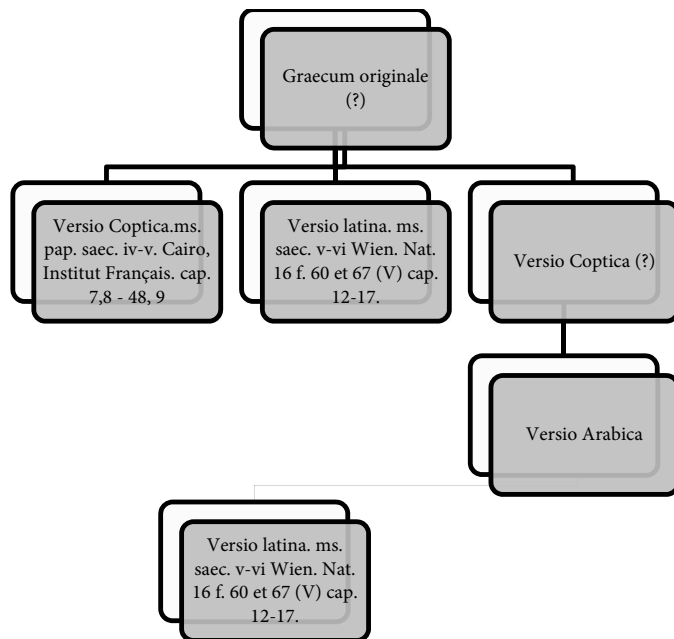 Graecum originale
(?)
Versio Coptica.ms.
pap. saec. iv-v. Cairo,
Institut Français. cap.
7,8 - 48, 9
Versio latina. ms.
saec. v-vi Wien. Nat.
16 f. 60 et 67 (V) cap.
12-17.
Versio Coptica (?)
Versio Arabica
Versio latina. ms.
saec. v-vi Wien. Nat.
16 f. 60 et 67 (V) cap.
12-17.